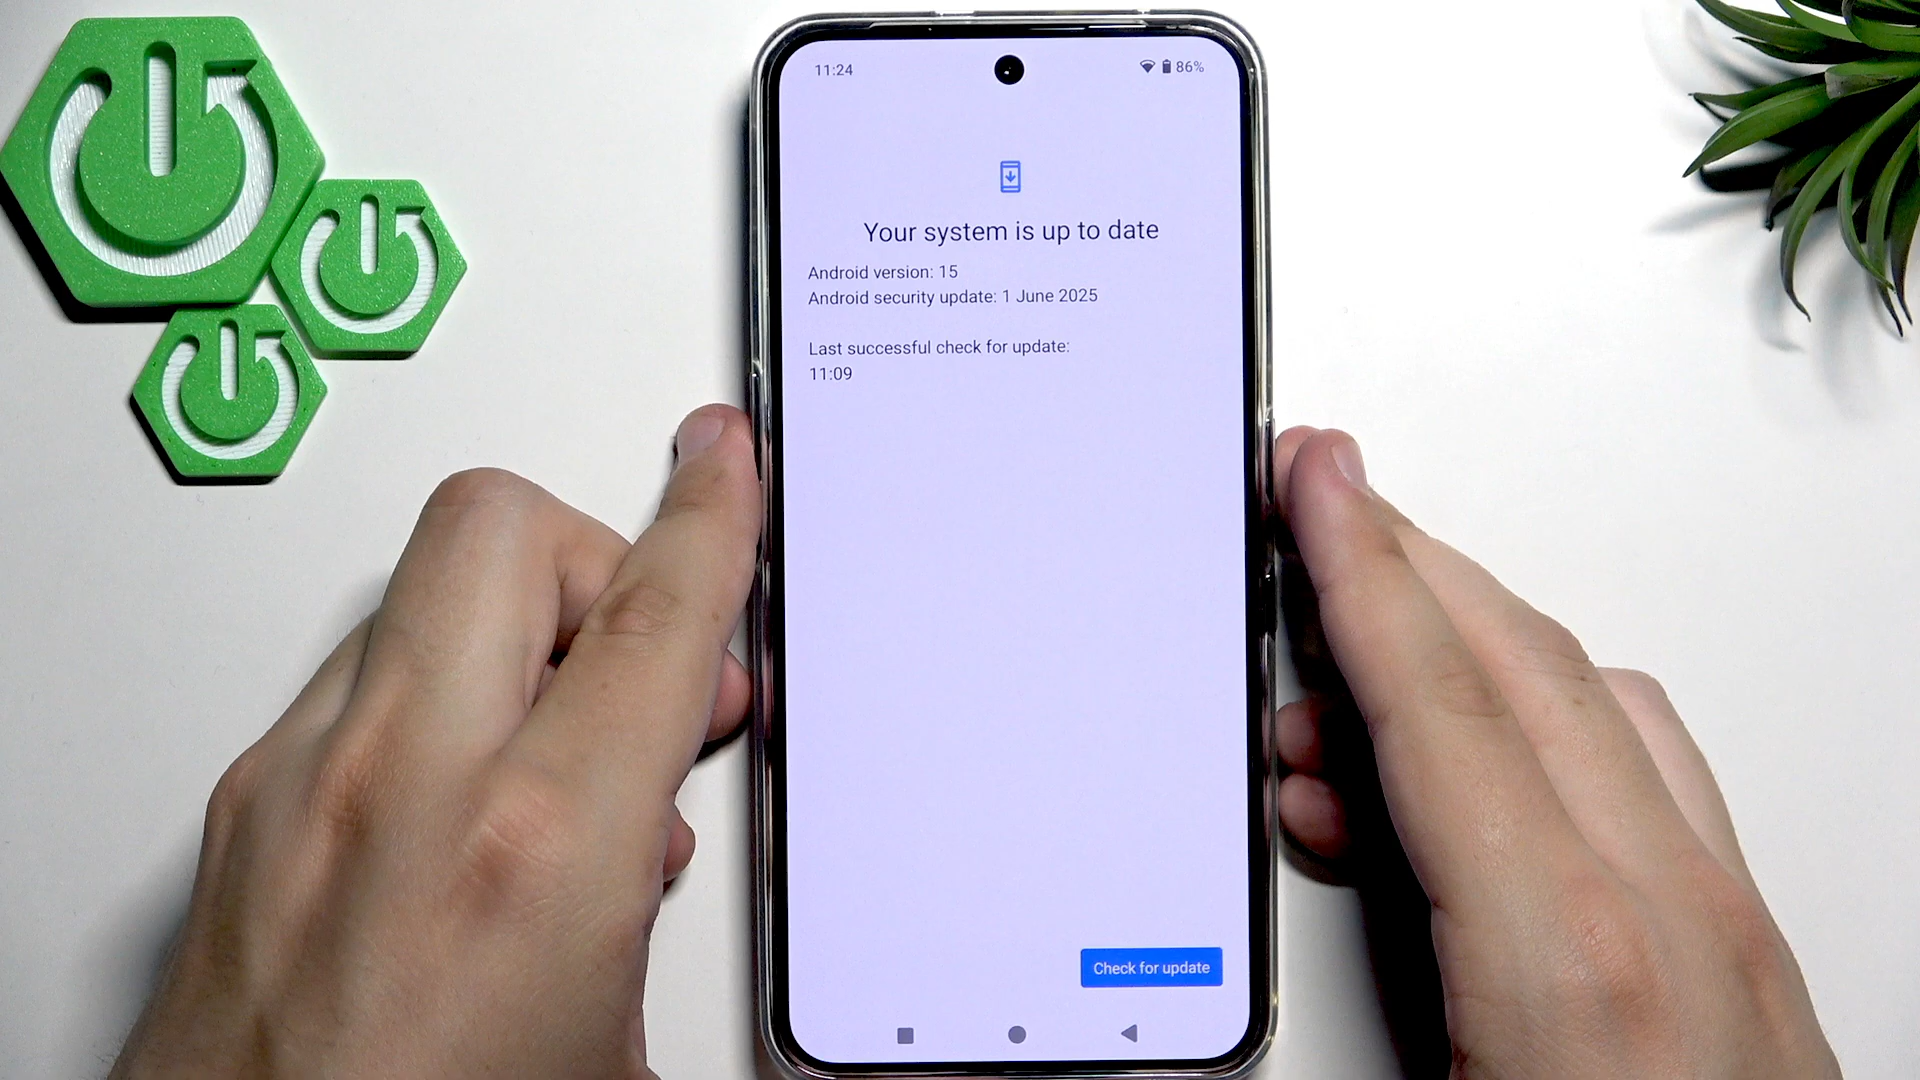 11:24
86%
Your system is up to date
Android version: 15
Android security update: 1 June 2025
Last successful check for update:
11:09
Check for update